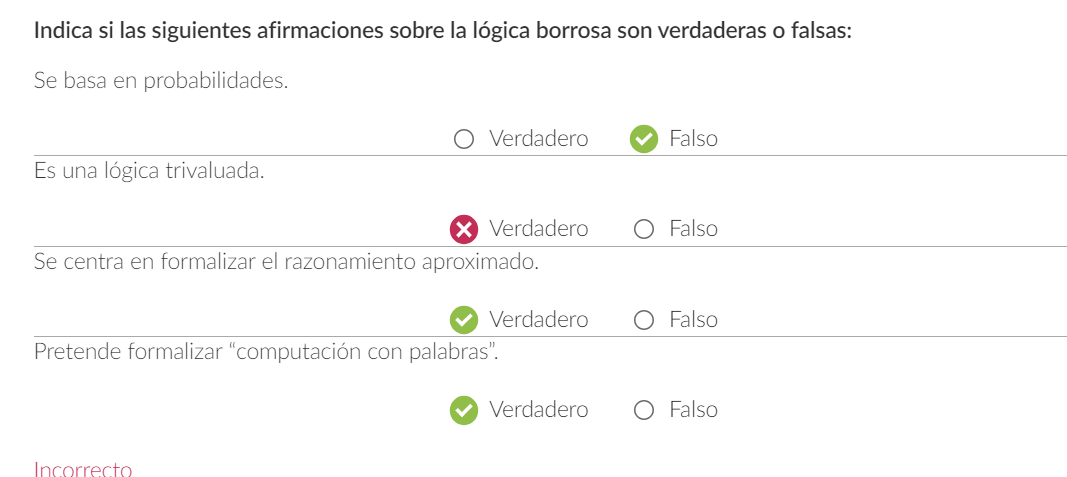 Indica si las siguientes afirmaciones sobre la lógica borrosa son verdaderas o falsas:
Se basa en probabilidades.
Verdadero Falso
Es una lógica trivaluada.
Verdadero Falso
Se centra en formalizar el razonamiento aproximado.
Verdadero Falso
Pretende formalizar “computación con palabras”.
Verdadero Falso
Incorrecto